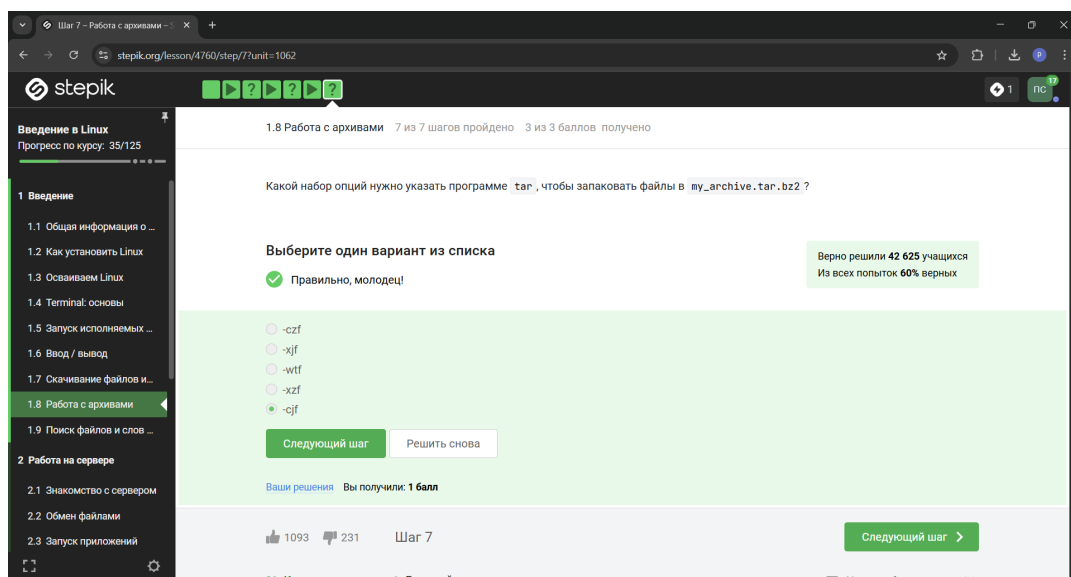 Шаг 7 – Работа с архивами – S
stepik.org/lesson/4760/step/7?unit=1062
P
stepik
? ? ?
1
ПС
17
Введение в Linux
Прогресс по курсу: 35/125
1.8 Работа с архивами 7 из 7 шагов пройдено 3 из 3 баллов получено
1 Введение
1.1 Общая информация о ...
1.2 Как установить Linux
1.3 Осваиваем Linux
1.4 Terminal: основы
1.5 Запуск исполняемых ...
1.6 Ввод / вывод
1.7 Скачивание файлов и...
1.8 Работа с архивами
1.9 Поиск файлов и слов ...
2 Работа на сервере
2.1 Знакомство с сервером
2.2 Обмен файлами
2.3 Запуск приложений
Какой набор опций нужно указать программе tar , чтобы запаковать файлы в my_archive.tar.bz2 ?
Выберите один вариант из списка
Правильно, молодец!
Верно решили 42 625 учащихся
Из всех попыток 60% верных
-czf
-xjf
-wtf
-xzf
-cjf
Следующий шаг
Решить снова
Ваши решения Вы получили: 1 балл
1093 231 Шаг 7
Следующий шаг